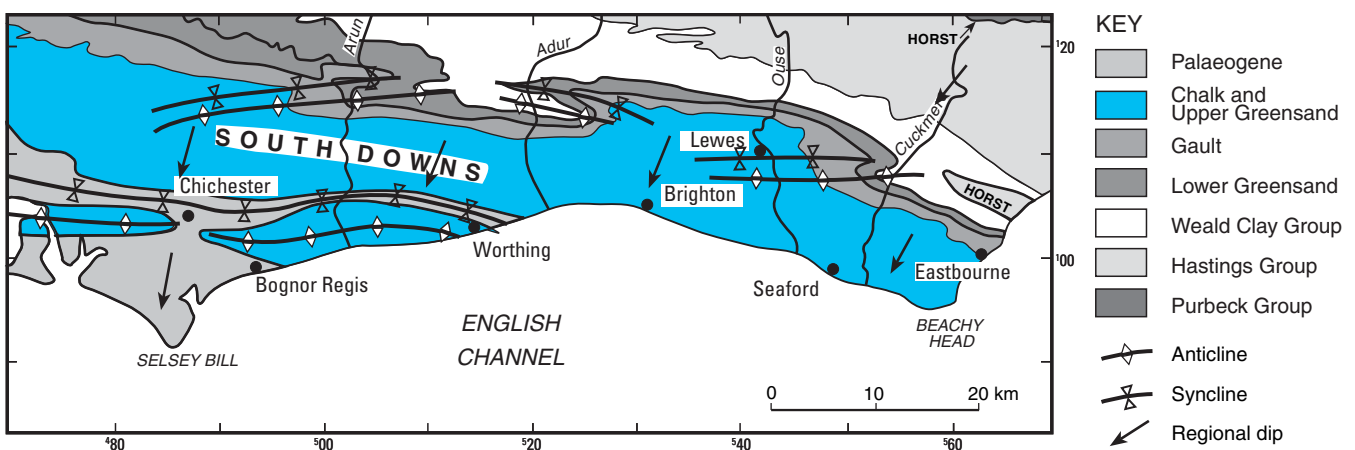 Arun
Adur
Ouse
Cuckmere
HORST
¹20
SOUTH DOWNS
Lewes
Chichester
Brighton
HORST
Worthing
Bognor Regis
Seaford
Eastbourne
¹00
ENGLISH
CHANNEL
BEACHY
HEAD
SELSEY BILL
0 10 20 km
⁴80 ⁵00 ⁵20 ⁵40 ⁵60
KEY
Palaeogene
Chalk and
Upper Greensand
Gault
Lower Greensand
Weald Clay Group
Hastings Group
Purbeck Group
Anticline
Syncline
Regional dip